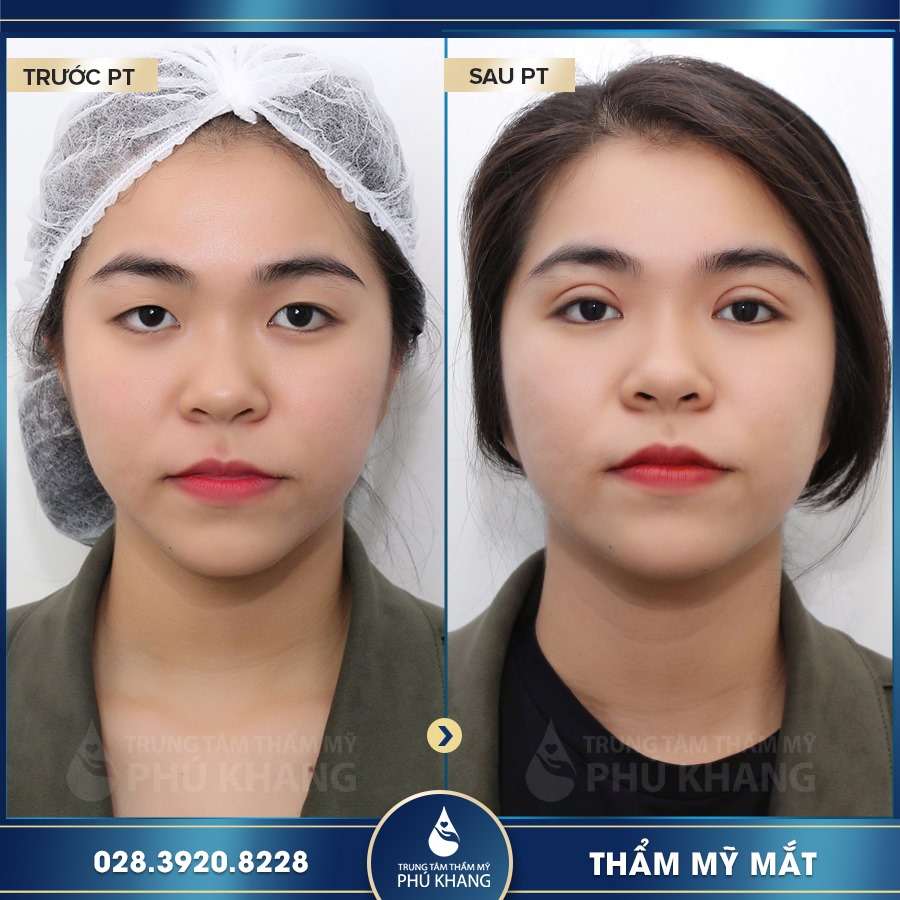 TRƯỚC PT
SAU PT
TRUNG TÂM THẨM MỸ
PHÚ KHANG
TRUNG TÂM THẨM MỸ
PHÚ KHANG
028.3920.8228
TRUNG TÂM THẨM MỸ
PHÚ KHANG
THẨM MỸ MẮT